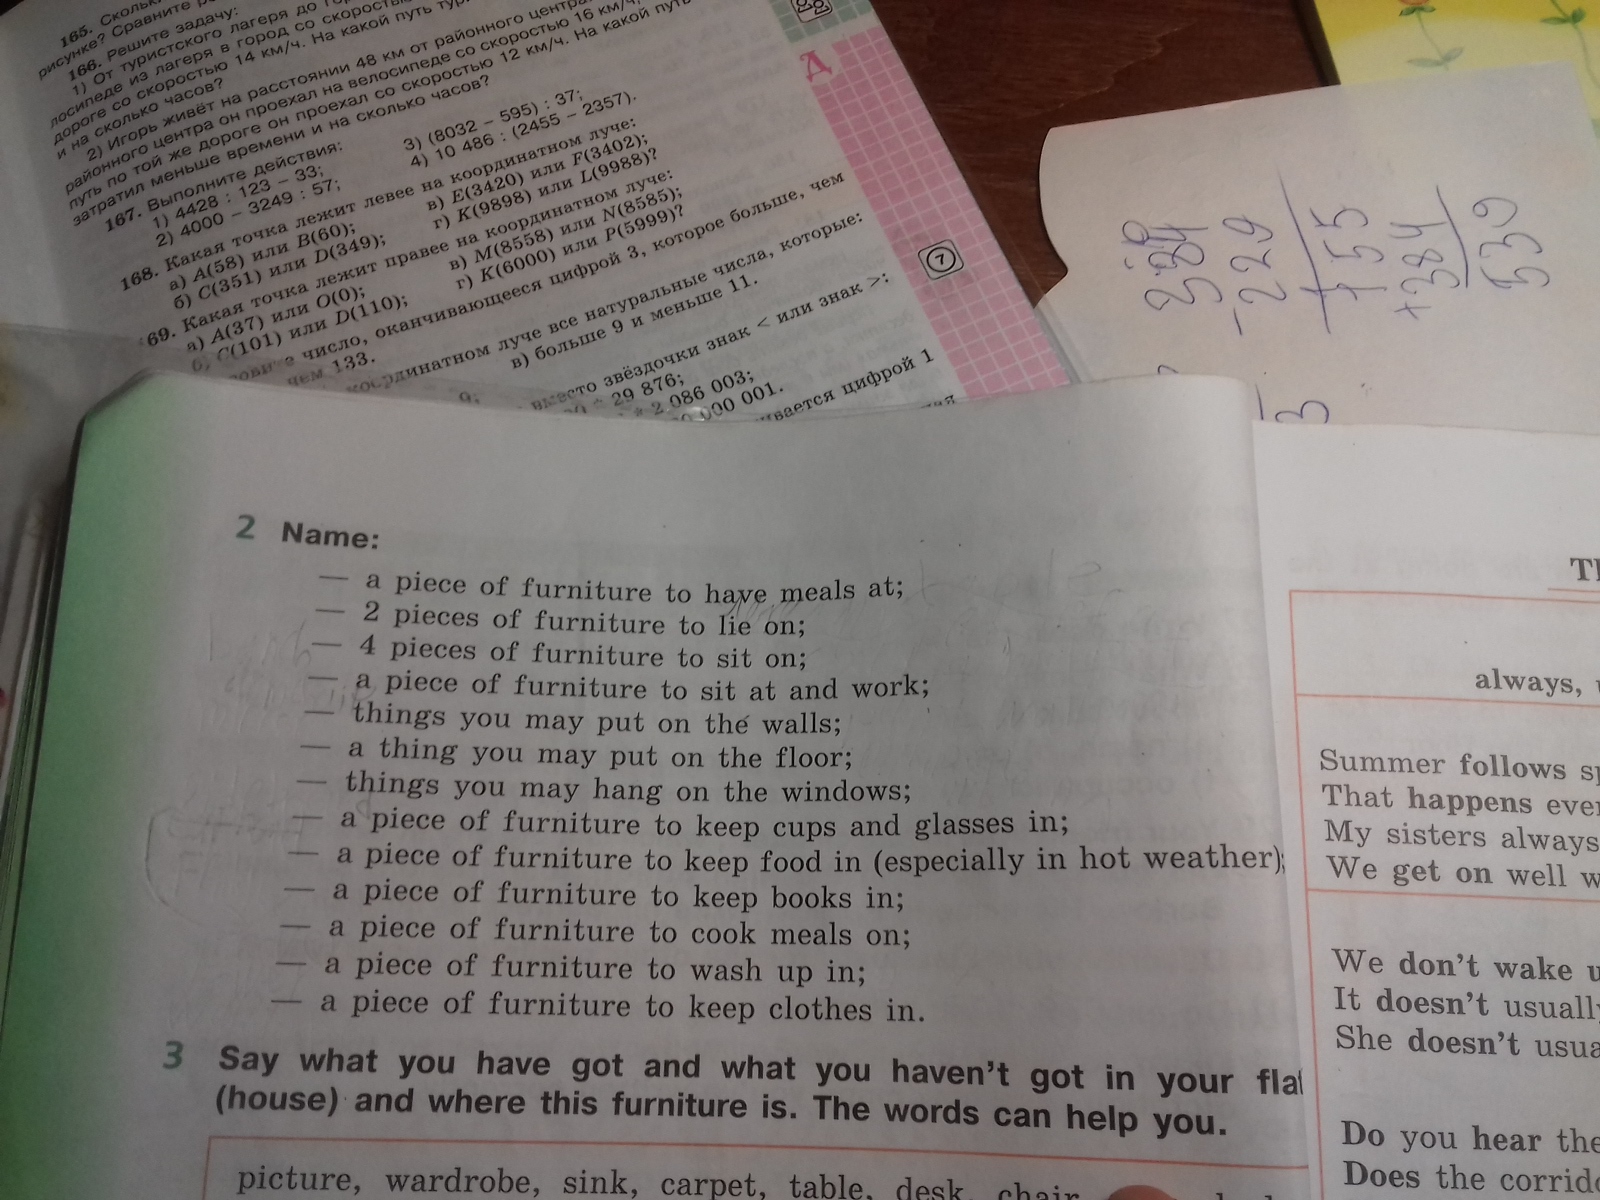 165. Сколько
рисунке? Сравните
166. Решите задачу:
1) От туристского лагеря до
лосипеде из лагеря в город со скоростью
дороге со скоростью 14 км/ч. На какой путь
и на сколько часов?
2) Игорь живёт на расстоянии 48 км от районного центра.
районного центра он проехал на велосипеде со скоростью 16 км/ч,
путь по той же дороге он проехал со скоростью 12 км/ч. На какой путь
затратил меньше времени и на сколько часов?
167. Выполните действия:
1) 4428 : 123 – 33;
3) (8032 – 595) : 37;
2) 4000 – 3249 : 57;
4) 10 486 : (2455 – 2357).
168. Какая точка лежит левее на координатном луче:
а) A(58) или B(60);
в) E(3420) или F(3402);
б) C(351) или D(349);
г) K(9898) или L(9988)?
69. Какая точка лежит правее на координатном луче:
а) A(37) или O(0);
в) M(8558) или N(8585);
C(101) или D(110);
г) K(6000) или P(5999)?
число, оканчивающееся цифрой 3, которое больше, чем
чем 133.
координатном луче все натуральные числа, которые:
в) больше 9 и меньше 11.
вместо звёздочки знак < или знак >:
29 876;
* 2 086 003;
000 001.
цифрой 1
Д
7
384
- 229
155
+ 384
539
3
2 Name:
— a piece of furniture to have meals at;
— 2 pieces of furniture to lie on;
— 4 pieces of furniture to sit on;
— a piece of furniture to sit at and work;
— things you may put on the walls;
— a thing you may put on the floor;
— things you may hang on the windows;
— a piece of furniture to keep cups and glasses in;
— a piece of furniture to keep food in (especially in hot weather);
— a piece of furniture to keep books in;
— a piece of furniture to cook meals on;
— a piece of furniture to wash up in;
— a piece of furniture to keep clothes in.
3 Say what you have got and what you haven't got in your flat
(house) and where this furniture is. The words can help you.
picture, wardrobe, sink, carpet, table, desk, chair
always,
Summer follows
That happens
My sisters always
We get on well
We don't wake
It doesn't usually
She doesn't
Do you hear the
Does the